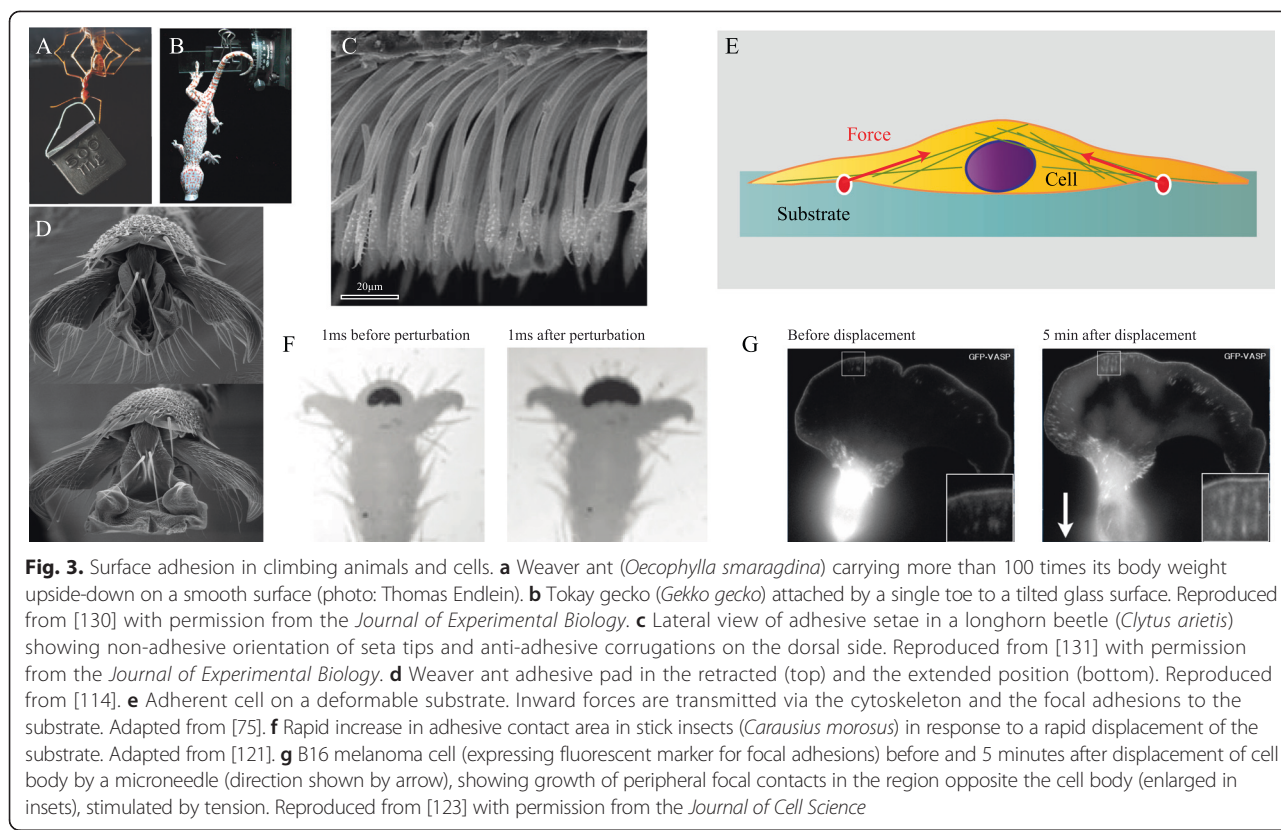 A
B
C
20µm
D
E
Force
Cell
Substrate
F
1ms before perturbation
1ms after perturbation
G
Before displacement
GFP-VASP
5 min after displacement
GFP-VASP
Fig. 3. Surface adhesion in climbing animals and cells. a Weaver ant (Oecophylla smaragdina) carrying more than 100 times its body weight
upside-down on a smooth surface (photo: Thomas Endlein). b Tokay gecko (Gekko gecko) attached by a single toe to a tilted glass surface. Reproduced
from [130] with permission from the Journal of Experimental Biology. c Lateral view of adhesive setae in a longhorn beetle (Clytus arietis)
showing non-adhesive orientation of seta tips and anti-adhesive corrugations on the dorsal side. Reproduced from [131] with permission
from the Journal of Experimental Biology. d Weaver ant adhesive pad in the retracted (top) and the extended position (bottom). Reproduced
from [114]. e Adherent cell on a deformable substrate. Inward forces are transmitted via the cytoskeleton and the focal adhesions to the
substrate. Adapted from [75]. f Rapid increase in adhesive contact area in stick insects (Carausius morosus) in response to a rapid displacement of the
substrate. Adapted from [121]. g B16 melanoma cell (expressing fluorescent marker for focal adhesions) before and 5 minutes after displacement of cell
body by a microneedle (direction shown by arrow), showing growth of peripheral focal contacts in the region opposite the cell body (enlarged in
insets), stimulated by tension. Reproduced from [123] with permission from the Journal of Cell Science